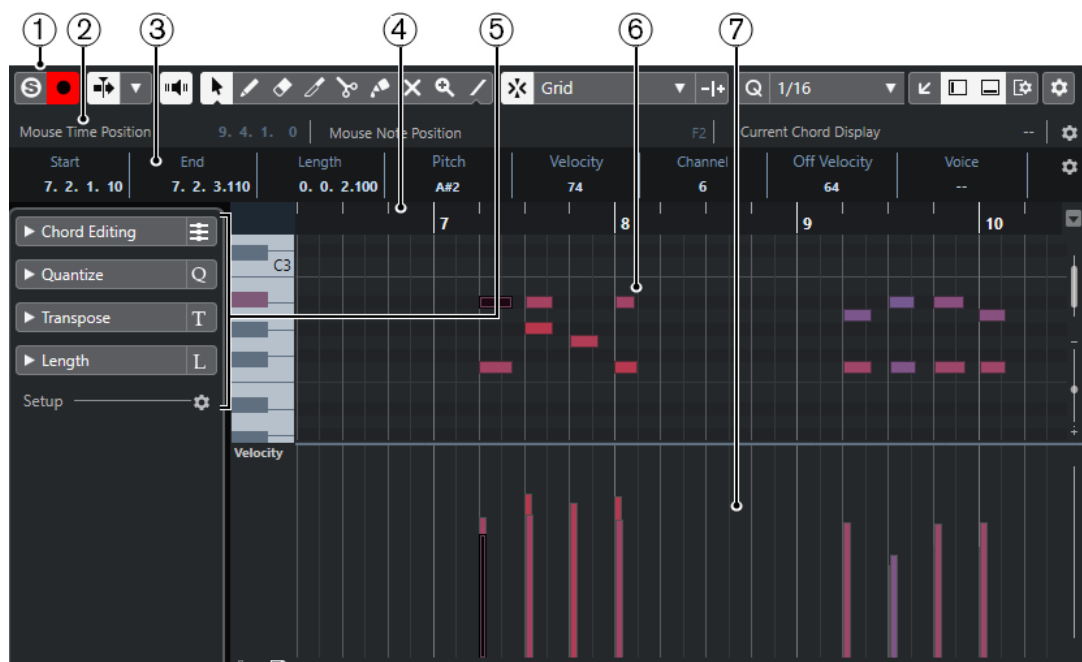 ① ② ③ ④ ⑤ ⑥ ⑦
S Grid Q 1/16
Mouse Time Position 9. 4. 1. 0 Mouse Note Position F2 Current Chord Display --
Start End Length Pitch Velocity Channel Off Velocity Voice
7. 2. 1. 10 7. 2. 3.110 0. 0. 2.100 A#2 74 6 64 --
7 8 9 10
Chord Editing
C3
Quantize Q
Transpose T
Length L
Setup
Velocity